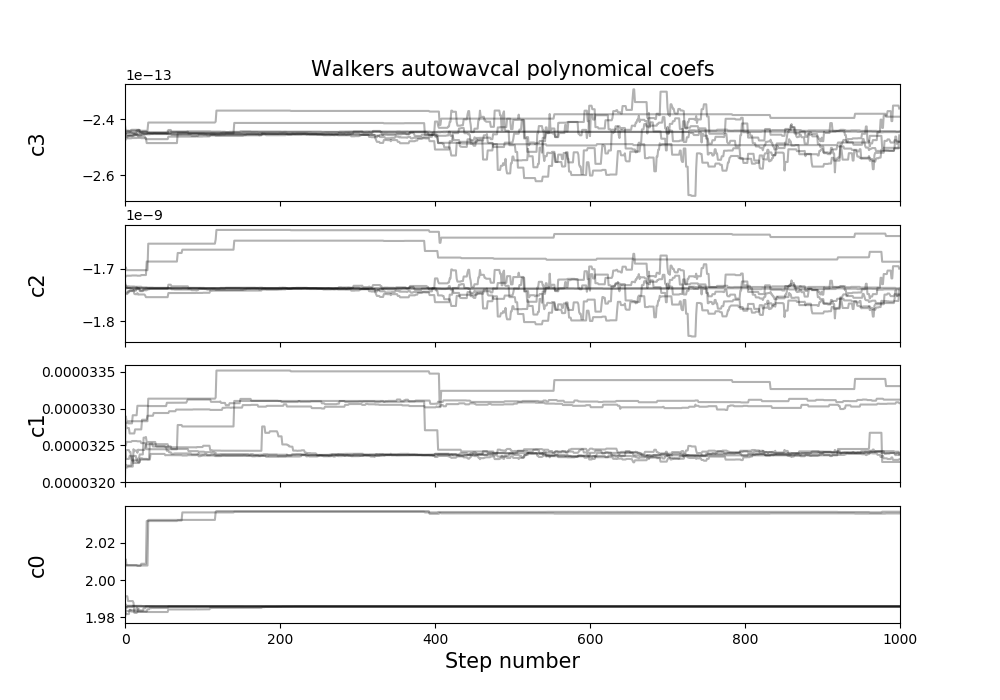 Walkers autowavcal polynomical coefs
1e−13
−2.4
−2.6
c3
1e−9
−1.7
−1.8
c2
0.0000335
0.0000330
0.0000325
0.0000320
c1
2.02
2.00
1.98
c0
0 200 400 600 800 1000
Step number